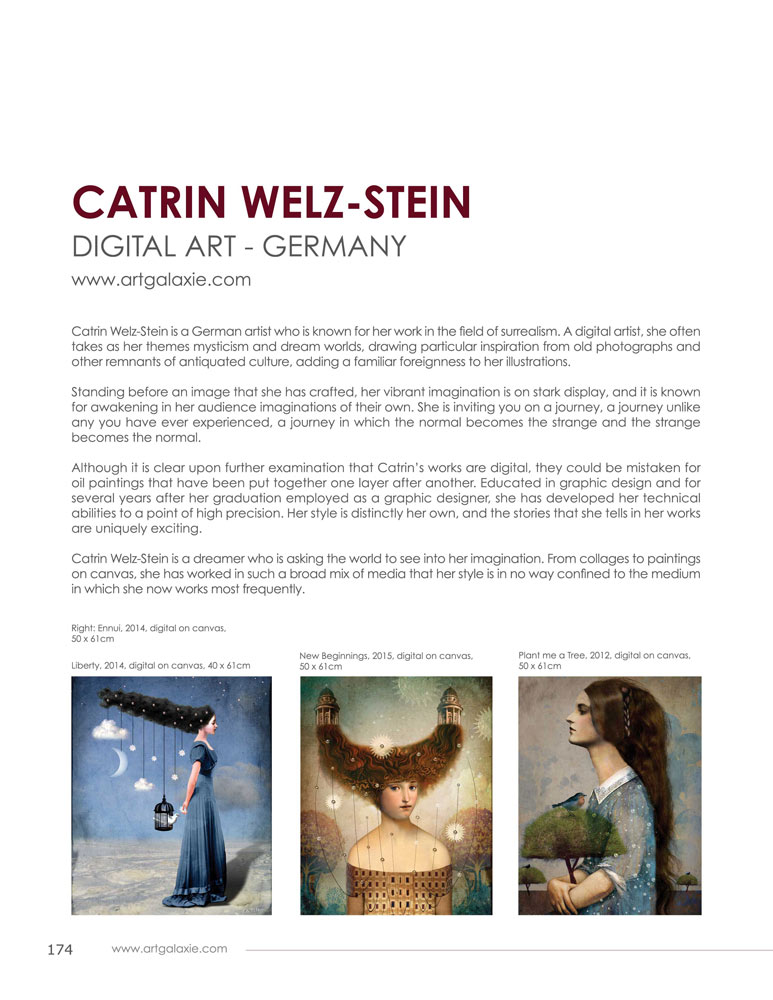 CATRIN WELZ-STEIN
DIGITAL ART - GERMANY
www.artgalaxie.com
Catrin Welz-Stein is a German artist who is known for her work in the field of surrealism. A digital artist, she often
takes as her themes mysticism and dream worlds, drawing particular inspiration from old photographs and
other remnants of antiquated culture, adding a familiar foreignness to her illustrations.
Standing before an image that she has crafted, her vibrant imagination is on stark display, and it is known
for awakening in her audience imaginations of their own. She is inviting you on a journey, a journey unlike
any you have ever experienced, a journey in which the normal becomes the strange and the strange
becomes the normal.
Although it is clear upon further examination that Catrin’s works are digital, they could be mistaken for
oil paintings that have been put together one layer after another. Educated in graphic design and for
several years after her graduation employed as a graphic designer, she has developed her technical
abilities to a point of high precision. Her style is distinctly her own, and the stories that she tells in her works
are uniquely exciting.
Catrin Welz-Stein is a dreamer who is asking the world to see into her imagination. From collages to paintings
on canvas, she has worked in such a broad mix of media that her style is in no way confined to the medium
in which she now works most frequently.
Right: Ennui, 2014, digital on canvas,
50 x 61cm
Liberty, 2014, digital on canvas, 40 x 61cm
New Beginnings, 2015, digital on canvas,
50 x 61cm
Plant me a Tree, 2012, digital on canvas,
50 x 61cm
174
www.artgalaxie.com